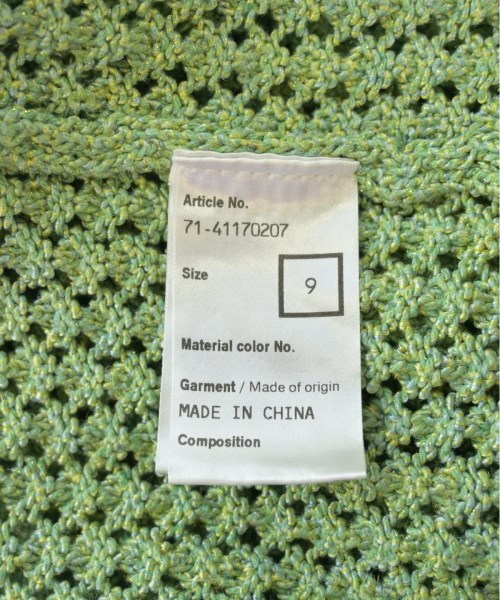 Article No.
71-41170207
Size
9
Material color No.
Garment / Made of origin
MADE IN CHINA
Composition